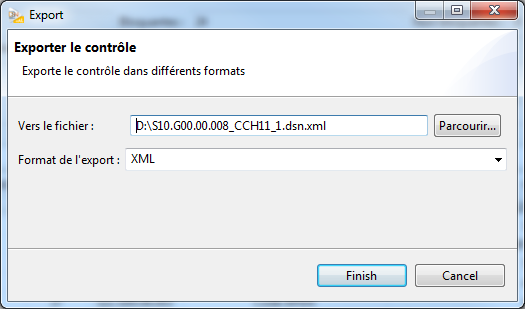 Export
Exporter le contrôle
Exporte le contrôle dans différents formats
Vers le fichier : D:\S10.G00.00.008_CCH11_1.dsn.xml Parcourir...
Format de l'export : XML
Finish Cancel